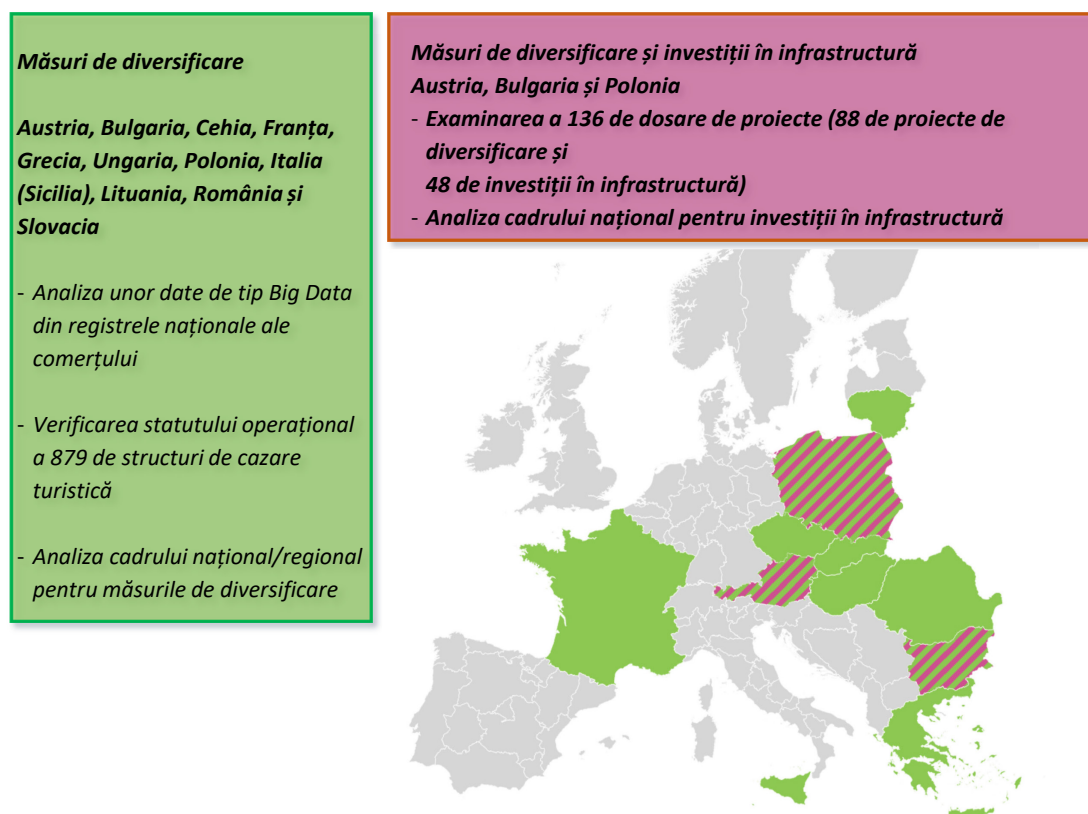 Măsuri de diversificare
Austria, Bulgaria, Cehia, Franța,
Grecia, Ungaria, Polonia, Italia
(Sicilia), Lituania, România și
Slovacia
- Analiza unor date de tip Big Data
din registrele naționale ale
comerțului
- Verificarea statutului operațional
a 879 de structuri de cazare
turistică
- Analiza cadrului național/regional
pentru măsurile de diversificare
Măsuri de diversificare și investiții în infrastructură
Austria, Bulgaria și Polonia
- Examinarea a 136 de dosare de proiecte (88 de proiecte de
diversificare și
48 de investiții în infrastructură)
- Analiza cadrului național pentru investiții în infrastructură